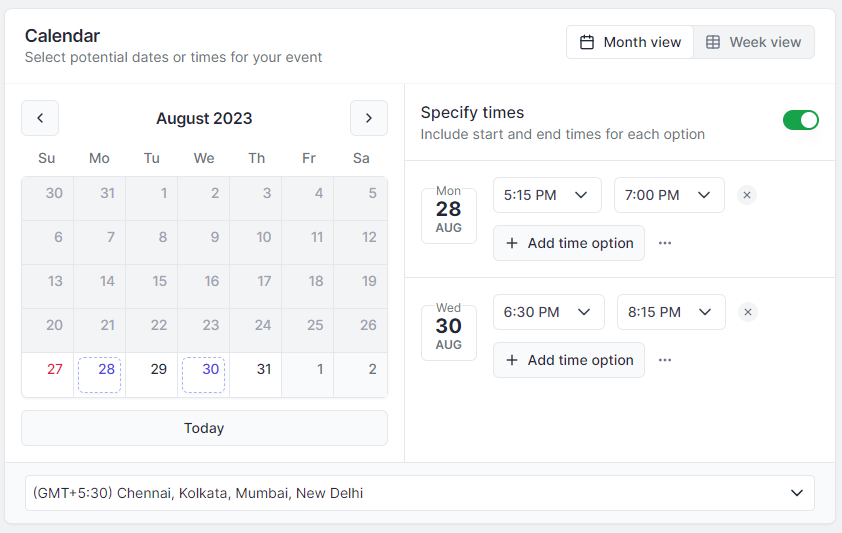 Calendar
Select potential dates or times for your event
Month view
Week view
August 2023
Su Mo Tu We Th Fr Sa
30 31 1 2 3 4 5
6 7 8 9 10 11 12
13 14 15 16 17 18 19
20 21 22 23 24 25 26
27 28 29 30 31 1 2
Today
Specify times
Include start and end times for each option
Mon
28
AUG
5:15 PM 7:00 PM
+ Add time option
Wed
30
AUG
6:30 PM 8:15 PM
+ Add time option
(GMT+5:30) Chennai, Kolkata, Mumbai, New Delhi